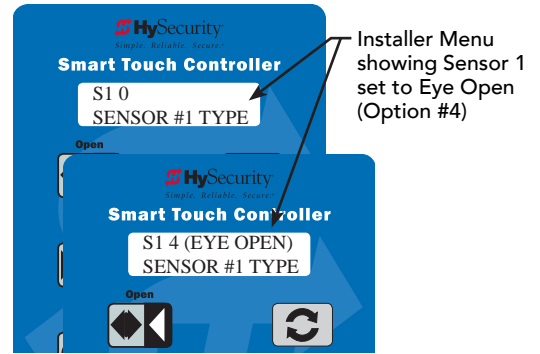 HySecurity
Simple. Reliable. Secure.
Smart Touch Controller
S1 0
SENSOR #1 TYPE
Open
HySecurity
Simple. Reliable. Secure.
Smart Touch Controller
S1 4 (EYE OPEN)
SENSOR #1 TYPE
Open
Installer Menu
showing Sensor 1
set to Eye Open
(Option #4)